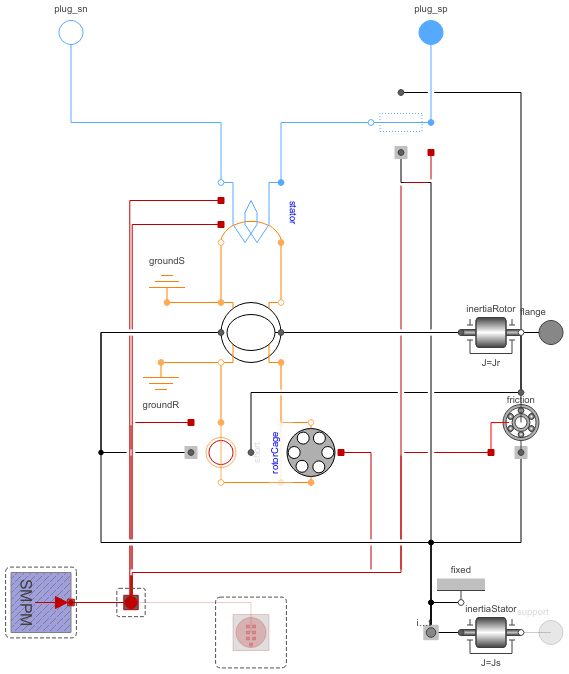 plug_sn
plug_sp
stator
groundS
inertiaRotor
flange
J=Jr
groundR
friction
short
rotorCage
SMPM
fixed
i...
inertiaStator
support
J=Js